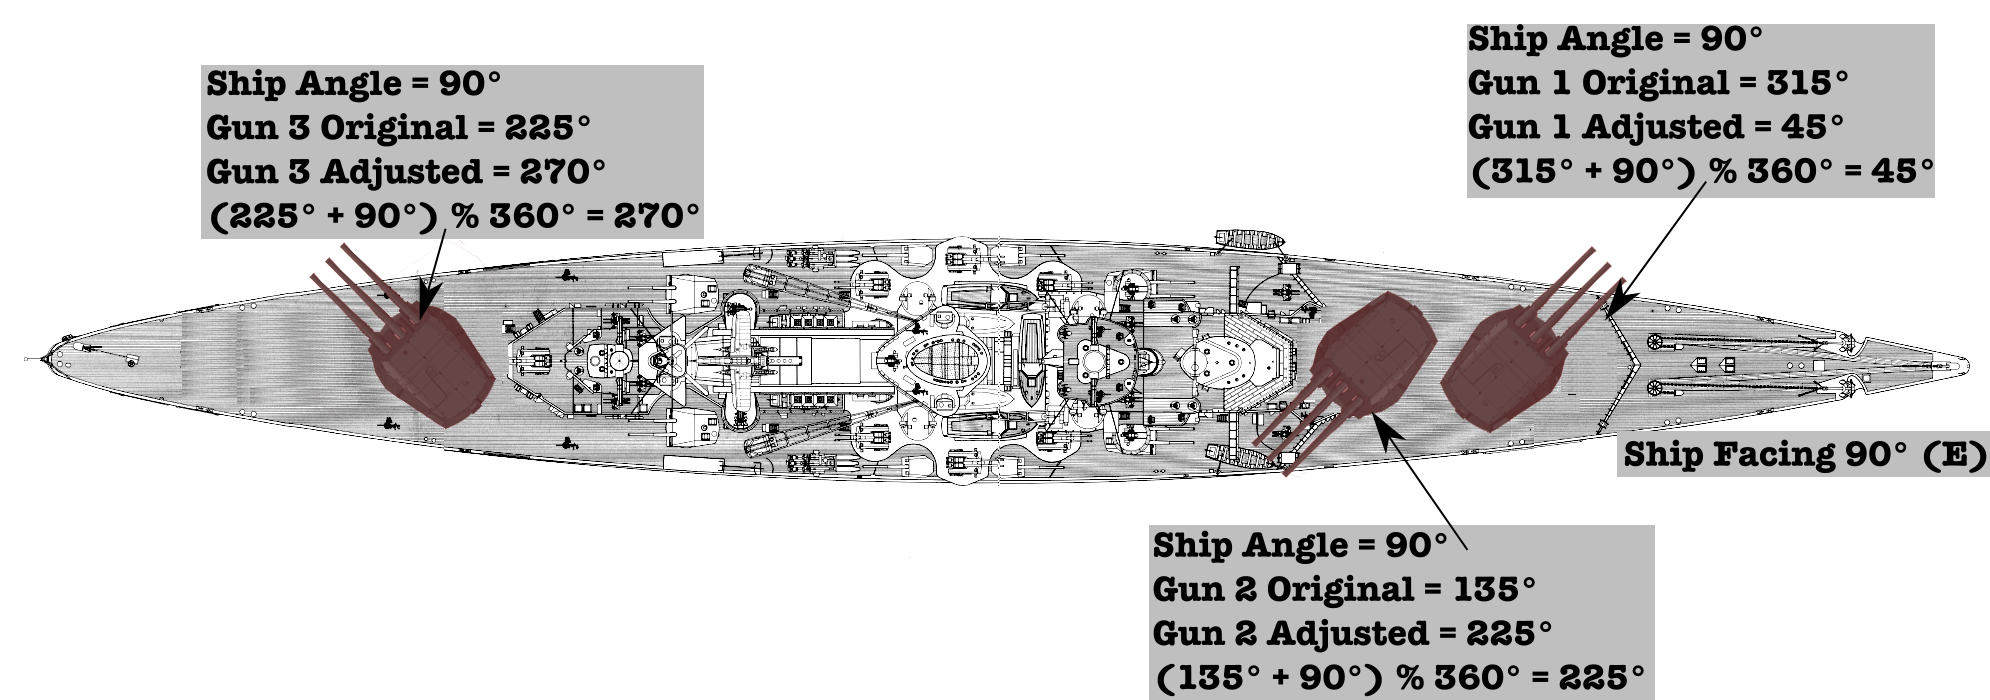 Ship Angle = 90°
Gun 3 Original = 225°
Gun 3 Adjusted = 270°
(225° + 90°) % 360° = 270°
Ship Angle = 90°
Gun 1 Original = 315°
Gun 1 Adjusted = 45°
(315° + 90°) % 360° = 45°
Ship Facing 90° (E)
Ship Angle = 90°
Gun 2 Original = 135°
Gun 2 Adjusted = 225°
(135° + 90°) % 360° = 225°